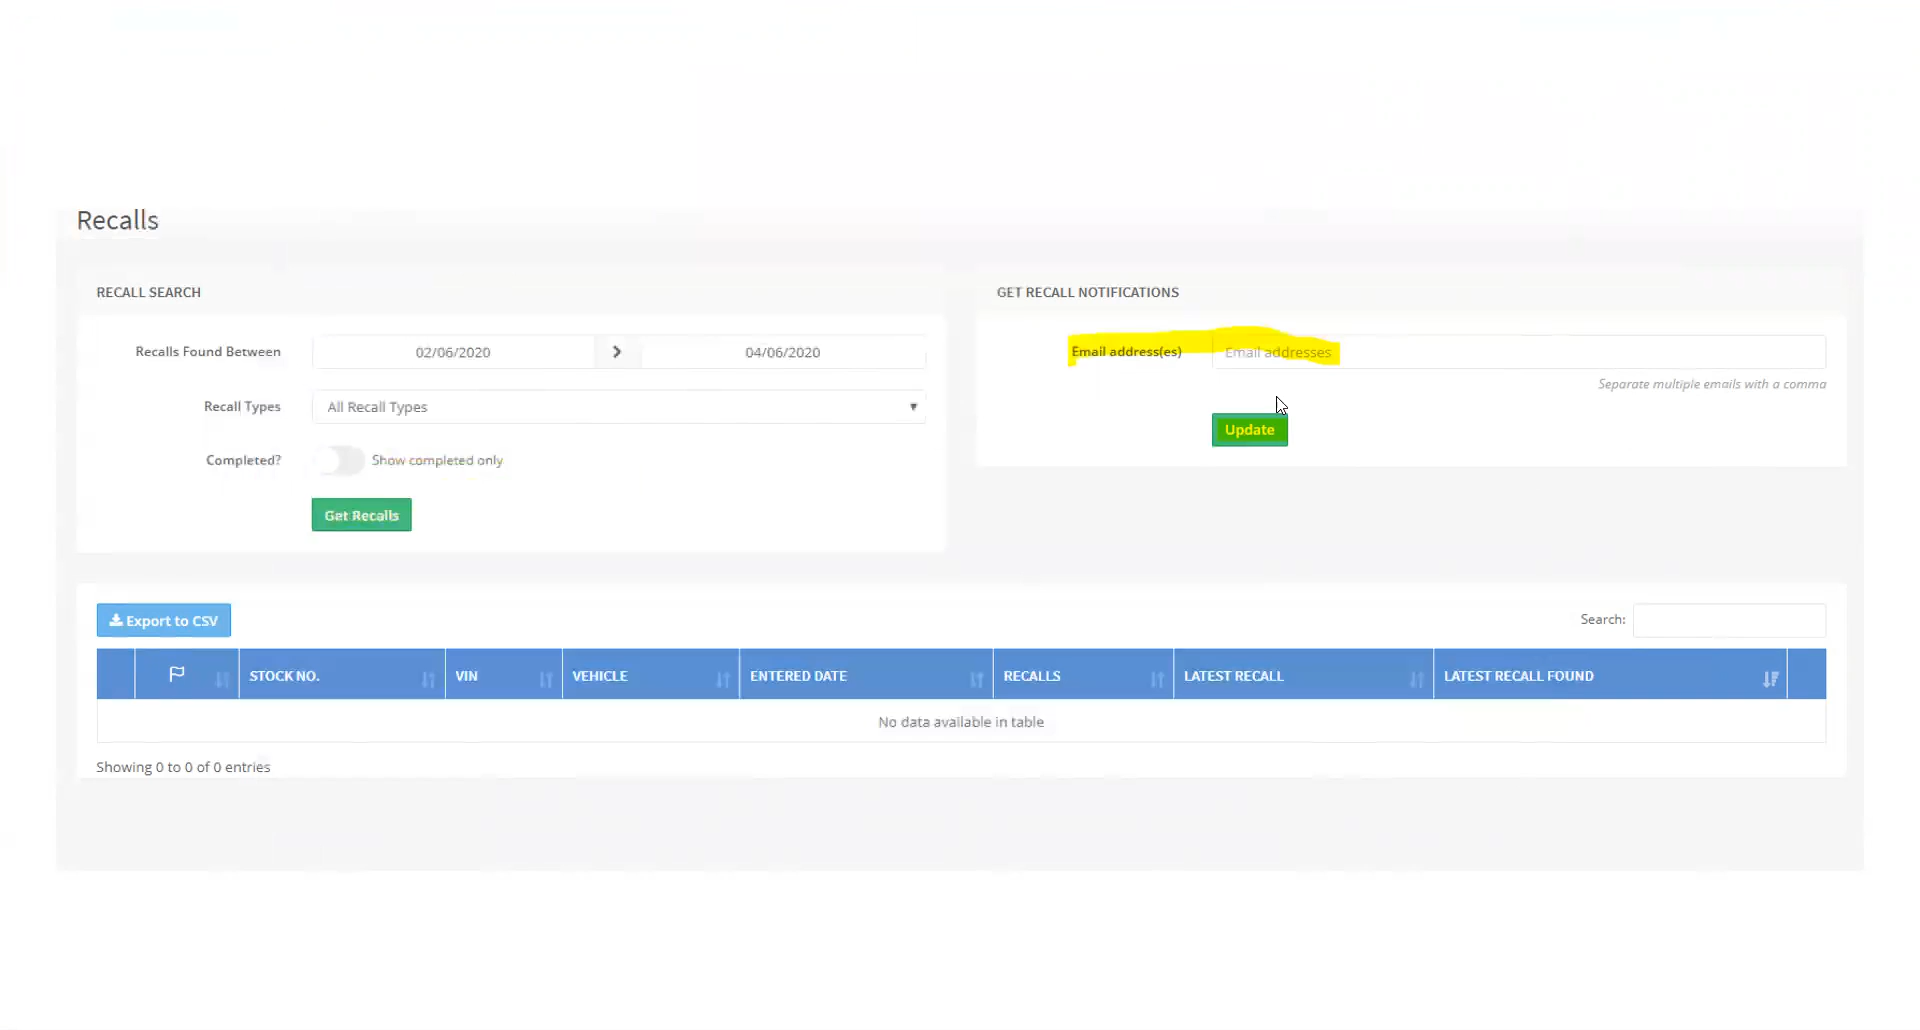 Recalls
RECALL SEARCH
Recalls Found Between 02/06/2020 04/06/2020
Recall Types All Recall Types
Completed? Show completed only
Get Recalls
GET RECALL NOTIFICATIONS
Email address(es) Email addresses
Separate multiple emails with a comma
Update
Export to CSV
Search:
STOCK NO. VIN VEHICLE ENTERED DATE RECALLS LATEST RECALL LATEST RECALL FOUND
No data available in table
Showing 0 to 0 of 0 entries